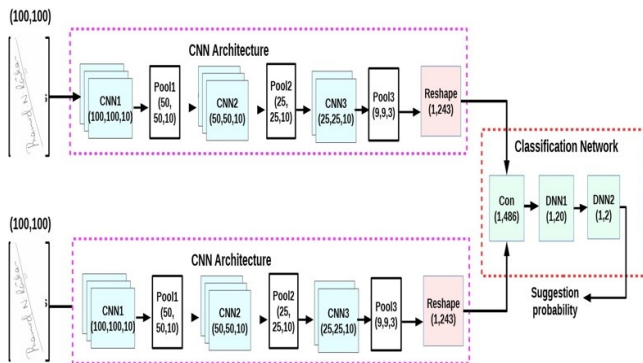 (100,100)
CNN Architecture
CNN1
(100,100,10)
Pool1
(50,
50,10)
CNN2
(50,50,10)
Pool2
(25,
25,10)
CNN3
(25,25,10)
Pool3
(9,9,3)
Reshape
(1,243)
Classification Network
Con
(1,486)
DNN1
(1,20)
DNN2
(1,2)
Suggestion
probability
(100,100)
CNN Architecture
CNN1
(100,100,10)
Pool1
(50,
50,10)
CNN2
(50,50,10)
Pool2
(25,
25,10)
CNN3
(25,25,10)
Pool3
(9,9,3)
Reshape
(1,243)